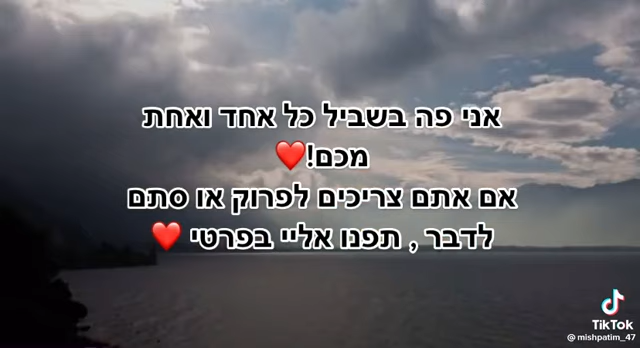 אני פה בשביל כל אחד ואחת
מכם!❤️
אם אתם צריכים לפרוק או סתם
לדבר , תפנו אליי בפרטי ❤️
TikTok
@mishpatim_47